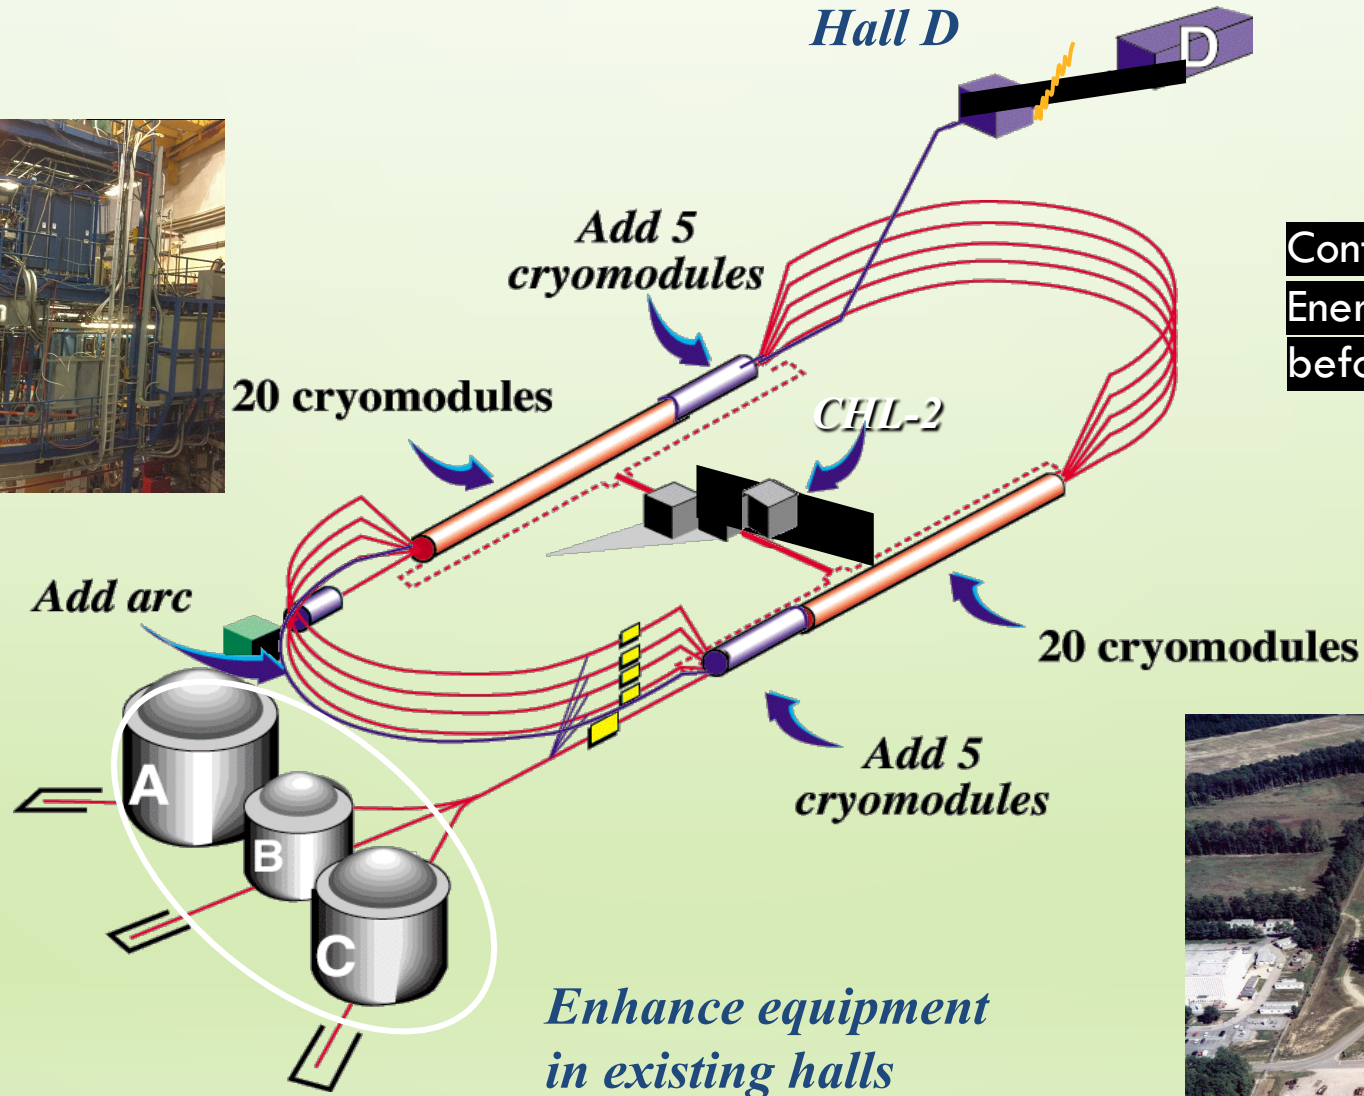 Hall D
D
Add 5
cryomodules
20 cryomodules
CHL-2
Add arc
20 cryomodules
Add 5
cryomodules
A
B
C
Enhance equipment
in existing halls